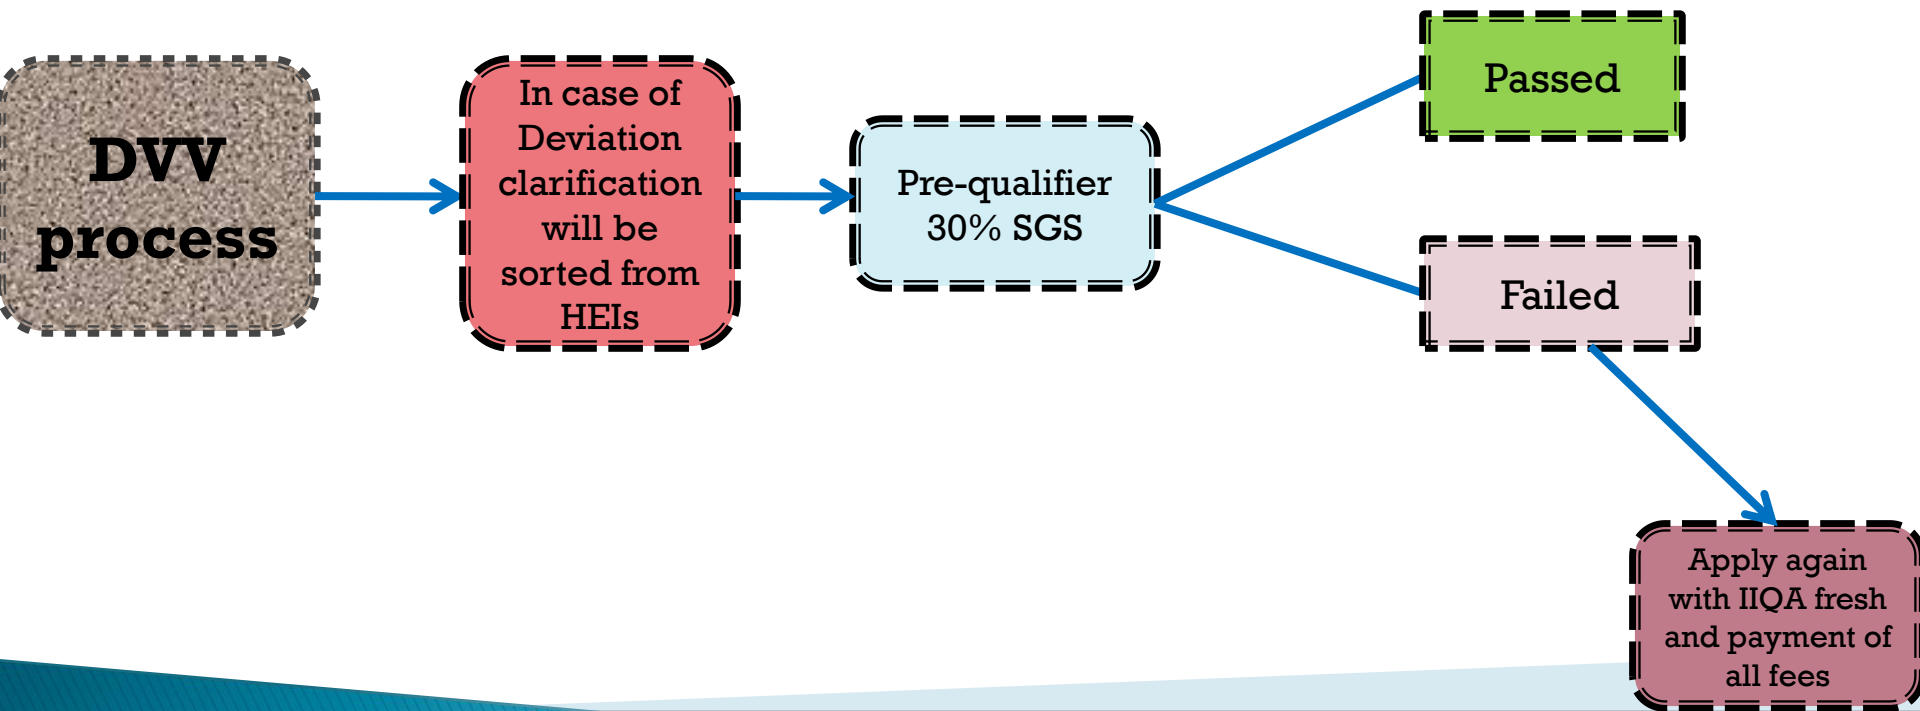 DVV
process
In case of
Deviation
clarification
will be
sorted from
HEIs
Pre-qualifier
30% SGS
Passed
Failed
Apply again
with IIQA fresh
and payment of
all fees